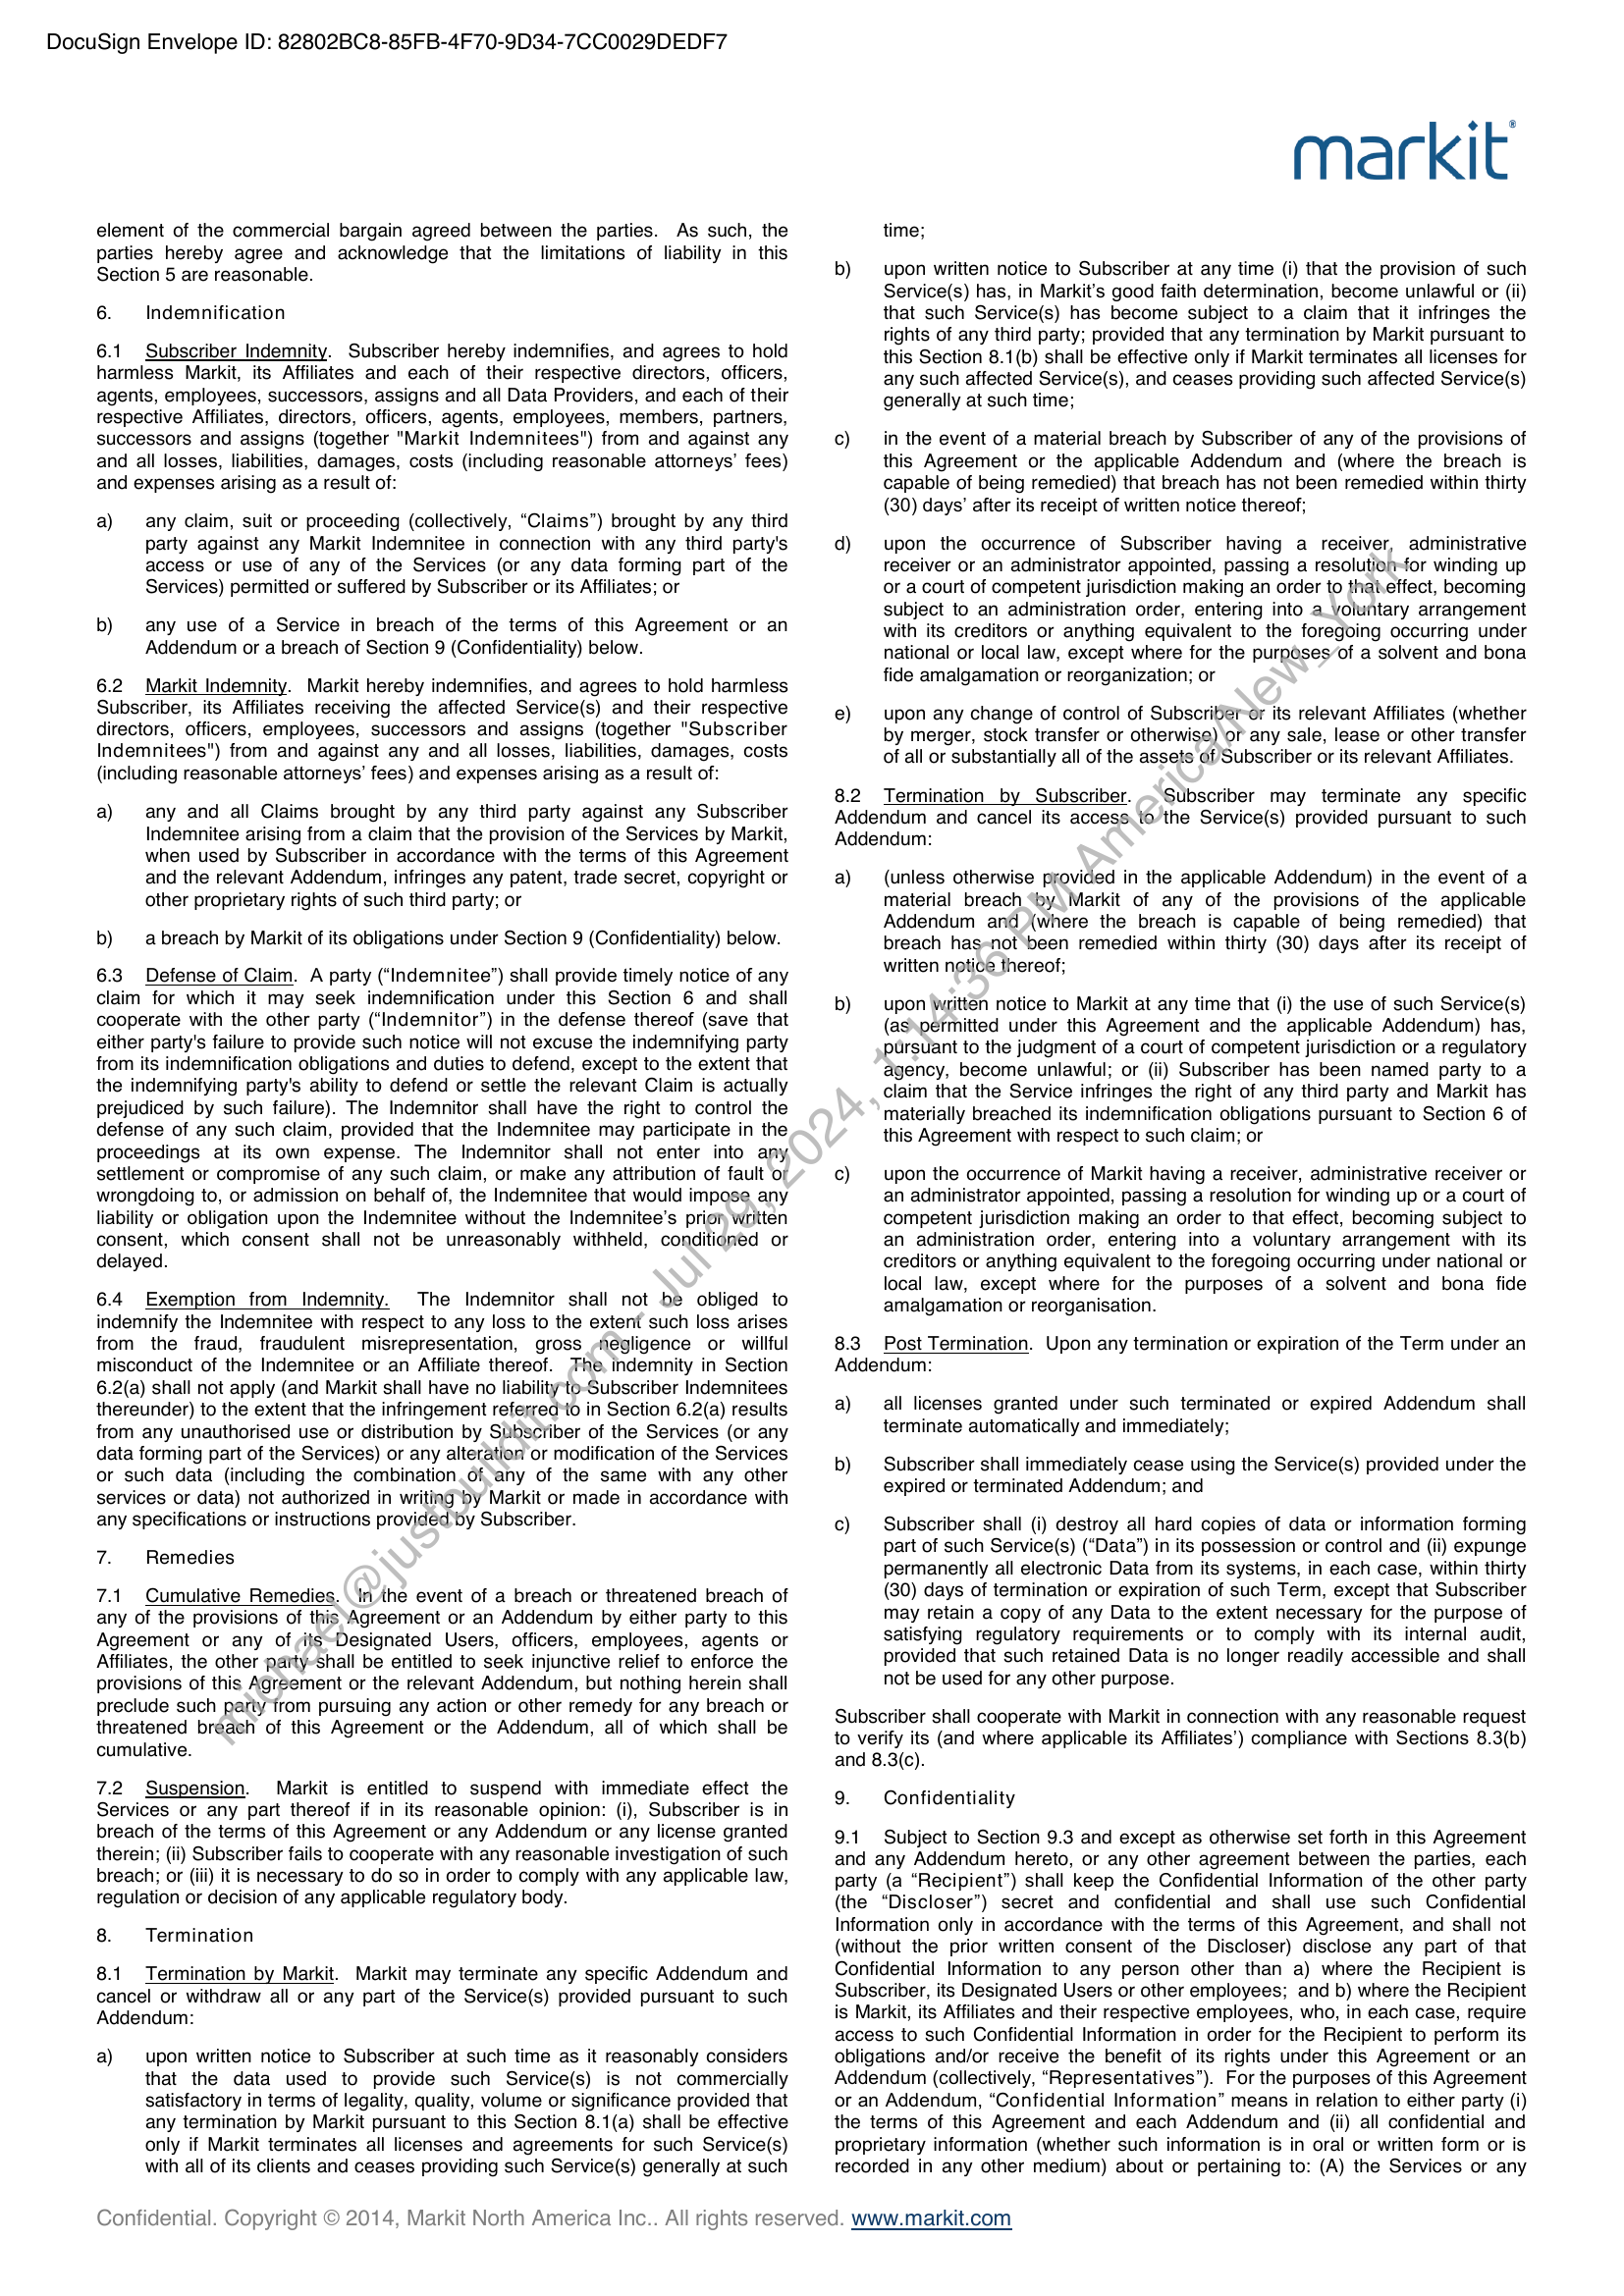 DocuSign Envelope ID: 82802BC8-85FB-4F70-9D34-7CC0029DEDF7
markit®
element of the commercial bargain agreed between the parties. As such, the
parties hereby agree and acknowledge that the limitations of liability in this
Section 5 are reasonable.
6. Indemnification
6.1 Subscriber Indemnity. Subscriber hereby indemnifies, and agrees to hold
harmless Markit, its Affiliates and each of their respective directors, officers,
agents, employees, successors, assigns and all Data Providers, and each of their
respective Affiliates, directors, officers, agents, employees, members, partners,
successors and assigns (together "Markit Indemnitees") from and against any
and all losses, liabilities, damages, costs (including reasonable attorneys’ fees)
and expenses arising as a result of:
a) any claim, suit or proceeding (collectively, “Claims”) brought by any third
party against any Markit Indemnitee in connection with any third party's
access or use of any of the Services (or any data forming part of the
Services) permitted or suffered by Subscriber or its Affiliates; or
b) any use of a Service in breach of the terms of this Agreement or an
Addendum or a breach of Section 9 (Confidentiality) below.
6.2 Markit Indemnity. Markit hereby indemnifies, and agrees to hold harmless
Subscriber, its Affiliates receiving the affected Service(s) and their respective
directors, officers, employees, successors and assigns (together "Subscriber
Indemnitees") from and against any and all losses, liabilities, damages, costs
(including reasonable attorneys’ fees) and expenses arising as a result of:
a) any and all Claims brought by any third party against any Subscriber
Indemnitee arising from a claim that the provision of the Services by Markit,
when used by Subscriber in accordance with the terms of this Agreement
and the relevant Addendum, infringes any patent, trade secret, copyright or
other proprietary rights of such third party; or
b) a breach by Markit of its obligations under Section 9 (Confidentiality) below.
6.3 Defense of Claim. A party (“Indemnitee”) shall provide timely notice of any
claim for which it may seek indemnification under this Section 6 and shall
cooperate with the other party (“Indemnitor”) in the defense thereof (save that
either party's failure to provide such notice will not excuse the indemnifying party
from its indemnification obligations and duties to defend, except to the extent that
the indemnifying party's ability to defend or settle the relevant Claim is actually
prejudiced by such failure). The Indemnitor shall have the right to control the
defense of any such claim, provided that the Indemnitee may participate in the
proceedings at its own expense. The Indemnitor shall not enter into any
settlement or compromise of any such claim, or make any attribution of fault or
wrongdoing to, or admission on behalf of, the Indemnitee that would impose any
liability or obligation upon the Indemnitee without the Indemnitee’s prior written
consent, which consent shall not be unreasonably withheld, conditioned or
delayed.
6.4 Exemption from Indemnity. The Indemnitor shall not be obliged to
indemnify the Indemnitee with respect to any loss to the extent such loss arises
from the fraud, fraudulent misrepresentation, gross negligence or willful
misconduct of the Indemnitee or an Affiliate thereof. The indemnity in Section
6.2(a) shall not apply (and Markit shall have no liability to Subscriber Indemnitees
thereunder) to the extent that the infringement referred to in Section 6.2(a) results
from any unauthorised use or distribution by Subscriber of the Services (or any
data forming part of the Services) or any alteration or modification of the Services
or such data (including the combination of any of the same with any other
services or data) not authorized in writing by Markit or made in accordance with
any specifications or instructions provided by Subscriber.
7. Remedies
7.1 Cumulative Remedies. In the event of a breach or threatened breach of
any of the provisions of this Agreement or an Addendum by either party to this
Agreement or any of its Designated Users, officers, employees, agents or
Affiliates, the other party shall be entitled to seek injunctive relief to enforce the
provisions of this Agreement or the relevant Addendum, but nothing herein shall
preclude such party from pursuing any action or other remedy for any breach or
threatened breach of this Agreement or the Addendum, all of which shall be
cumulative.
7.2 Suspension. Markit is entitled to suspend with immediate effect the
Services or any part thereof if in its reasonable opinion: (i), Subscriber is in
breach of the terms of this Agreement or any Addendum or any license granted
therein; (ii) Subscriber fails to cooperate with any reasonable investigation of such
breach; or (iii) it is necessary to do so in order to comply with any applicable law,
regulation or decision of any applicable regulatory body.
8. Termination
8.1 Termination by Markit. Markit may terminate any specific Addendum and
cancel or withdraw all or any part of the Service(s) provided pursuant to such
Addendum:
a) upon written notice to Subscriber at such time as it reasonably considers
that the data used to provide such Service(s) is not commercially
satisfactory in terms of legality, quality, volume or significance provided that
any termination by Markit pursuant to this Section 8.1(a) shall be effective
only if Markit terminates all licenses and agreements for such Service(s)
with all of its clients and ceases providing such Service(s) generally at such
time;
b) upon written notice to Subscriber at any time (i) that the provision of such
Service(s) has, in Markit’s good faith determination, become unlawful or (ii)
that such Service(s) has become subject to a claim that it infringes the
rights of any third party; provided that any termination by Markit pursuant to
this Section 8.1(b) shall be effective only if Markit terminates all licenses for
any such affected Service(s), and ceases providing such affected Service(s)
generally at such time;
c) in the event of a material breach by Subscriber of any of the provisions of
this Agreement or the applicable Addendum and (where the breach is
capable of being remedied) that breach has not been remedied within thirty
(30) days’ after its receipt of written notice thereof;
d) upon the occurrence of Subscriber having a receiver, administrative
receiver or an administrator appointed, passing a resolution for winding up
or a court of competent jurisdiction making an order to that effect, becoming
subject to an administration order, entering into a voluntary arrangement
with its creditors or anything equivalent to the foregoing occurring under
national or local law, except where for the purposes of a solvent and bona
fide amalgamation or reorganization; or
e) upon any change of control of Subscriber or its relevant Affiliates (whether
by merger, stock transfer or otherwise) or any sale, lease or other transfer
of all or substantially all of the assets of Subscriber or its relevant Affiliates.
8.2 Termination by Subscriber. Subscriber may terminate any specific
Addendum and cancel its access to the Service(s) provided pursuant to such
Addendum:
a) (unless otherwise provided in the applicable Addendum) in the event of a
material breach by Markit of any of the provisions of the applicable
Addendum and (where the breach is capable of being remedied) that
breach has not been remedied within thirty (30) days after its receipt of
written notice thereof;
b) upon written notice to Markit at any time that (i) the use of such Service(s)
(as permitted under this Agreement and the applicable Addendum) has,
pursuant to the judgment of a court of competent jurisdiction or a regulatory
agency, become unlawful; or (ii) Subscriber has been named party to a
claim that the Service infringes the right of any third party and Markit has
materially breached its indemnification obligations pursuant to Section 6 of
this Agreement with respect to such claim; or
c) upon the occurrence of Markit having a receiver, administrative receiver or
an administrator appointed, passing a resolution for winding up or a court of
competent jurisdiction making an order to that effect, becoming subject to
an administration order, entering into a voluntary arrangement with its
creditors or anything equivalent to the foregoing occurring under national or
local law, except where for the purposes of a solvent and bona fide
amalgamation or reorganisation.
8.3 Post Termination. Upon any termination or expiration of the Term under an
Addendum:
a) all licenses granted under such terminated or expired Addendum shall
terminate automatically and immediately;
b) Subscriber shall immediately cease using the Service(s) provided under the
expired or terminated Addendum; and
c) Subscriber shall (i) destroy all hard copies of data or information forming
part of such Service(s) (“Data”) in its possession or control and (ii) expunge
permanently all electronic Data from its systems, in each case, within thirty
(30) days of termination or expiration of such Term, except that Subscriber
may retain a copy of any Data to the extent necessary for the purpose of
satisfying regulatory requirements or to comply with its internal audit,
provided that such retained Data is no longer readily accessible and shall
not be used for any other purpose.
Subscriber shall cooperate with Markit in connection with any reasonable request
to verify its (and where applicable its Affiliates’) compliance with Sections 8.3(b)
and 8.3(c).
9. Confidentiality
9.1 Subject to Section 9.3 and except as otherwise set forth in this Agreement
and any Addendum hereto, or any other agreement between the parties, each
party (a “Recipient”) shall keep the Confidential Information of the other party
(the “Discloser”) secret and confidential and shall use such Confidential
Information only in accordance with the terms of this Agreement, and shall not
(without the prior written consent of the Discloser) disclose any part of that
Confidential Information to any person other than a) where the Recipient is
Subscriber, its Designated Users or other employees; and b) where the Recipient
is Markit, its Affiliates and their respective employees, who, in each case, require
access to such Confidential Information in order for the Recipient to perform its
obligations and/or receive the benefit of its rights under this Agreement or an
Addendum (collectively, “Representatives”). For the purposes of this Agreement
or an Addendum, “Confidential Information” means in relation to either party (i)
the terms of this Agreement and each Addendum and (ii) all confidential and
proprietary information (whether such information is in oral or written form or is
recorded in any other medium) about or pertaining to: (A) the Services or any
michael@justbuildit.com - Jul 29, 2024, 1:14:36 PM America/New_York
Confidential. Copyright © 2014, Markit North America Inc.. All rights reserved. www.markit.com